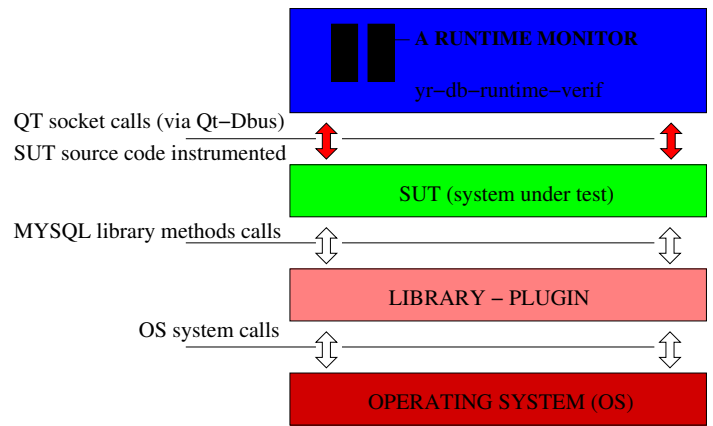 A RUNTIME MONITOR
yr−db−runtime−verif
QT socket calls (via Qt−Dbus)
SUT source code instrumented
SUT (system under test)
MYSQL library methods calls
LIBRARY − PLUGIN
OS system calls
OPERATING SYSTEM (OS)